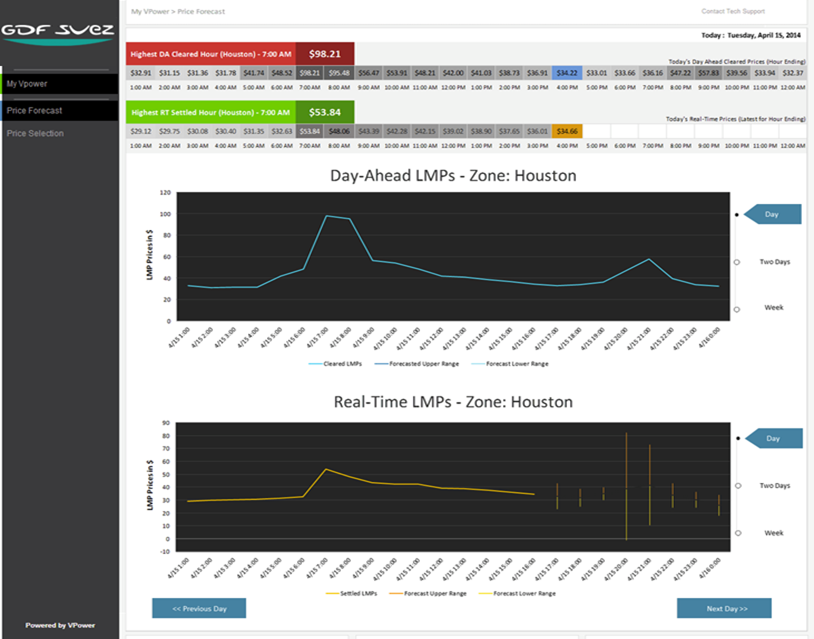 My VPower > Price Forecast
Contact Tech Support
GDF SUEZ
My Vpower
Price Forecast
Price Selection
Today : Tuesday, April 15, 2014
Highest DA Cleared Hour (Houston) - 7:00 AM $98.21
Today's Day Ahead Cleared Prices (Hour Ending)
$32.91 $31.15 $31.36 $31.78 $41.74 $48.52 $98.21 $95.48 $56.47 $53.91 $48.21 $42.00 $41.03 $38.73 $36.91 $34.22 $33.01 $33.66 $36.16 $47.22 $57.83 $39.56 $33.94 $32.37
1:00 AM 2:00 AM 3:00 AM 4:00 AM 5:00 AM 6:00 AM 7:00 AM 8:00 AM 9:00 AM 10:00 AM 11:00 AM 12:00 PM 1:00 PM 2:00 PM 3:00 PM 4:00 PM 5:00 PM 6:00 PM 7:00 PM 8:00 PM 9:00 PM 10:00 PM 11:00 PM 12:00 AM
Highest RT Settled Hour (Houston) - 7:00 AM $53.84
Today's Real-Time Prices (Latest for Hour Ending)
$29.12 $29.75 $30.08 $30.40 $31.35 $32.63 $53.84 $48.06 $43.39 $42.28 $42.15 $39.02 $38.90 $37.65 $36.01 $34.66
1:00 AM 2:00 AM 3:00 AM 4:00 AM 5:00 AM 6:00 AM 7:00 AM 8:00 AM 9:00 AM 10:00 AM 11:00 AM 12:00 PM 1:00 PM 2:00 PM 3:00 PM 4:00 PM 5:00 PM 6:00 PM 7:00 PM 8:00 PM 9:00 PM 10:00 PM 11:00 PM 12:00 AM
Day-Ahead LMPs - Zone: Houston
LMP Prices in $
120
100
80
60
40
20
0
4/15 1:00 4/15 2:00 4/15 3:00 4/15 4:00 4/15 5:00 4/15 6:00 4/15 7:00 4/15 8:00 4/15 9:00 4/15 10:00 4/15 11:00 4/15 12:00 4/15 13:00 4/15 14:00 4/15 15:00 4/15 16:00 4/15 17:00 4/15 18:00 4/15 19:00 4/15 20:00 4/15 21:00 4/15 22:00 4/15 23:00 4/16 0:00
Cleared LMPs Forecasted Upper Range Forecast Lower Range
Day
Two Days
Week
Real-Time LMPs - Zone: Houston
LMP Prices in $
90
80
70
60
50
40
30
20
10
0
-10
4/15 1:00 4/15 2:00 4/15 3:00 4/15 4:00 4/15 5:00 4/15 6:00 4/15 7:00 4/15 8:00 4/15 9:00 4/15 10:00 4/15 11:00 4/15 12:00 4/15 13:00 4/15 14:00 4/15 15:00 4/15 16:00 4/15 17:00 4/15 18:00 4/15 19:00 4/15 20:00 4/15 21:00 4/15 22:00 4/15 23:00 4/16 0:00
Settled LMPs Forecast Upper Range Forecast Lower Range
Day
Two Days
Week
<< Previous Day
Next Day >>
Powered by VPower